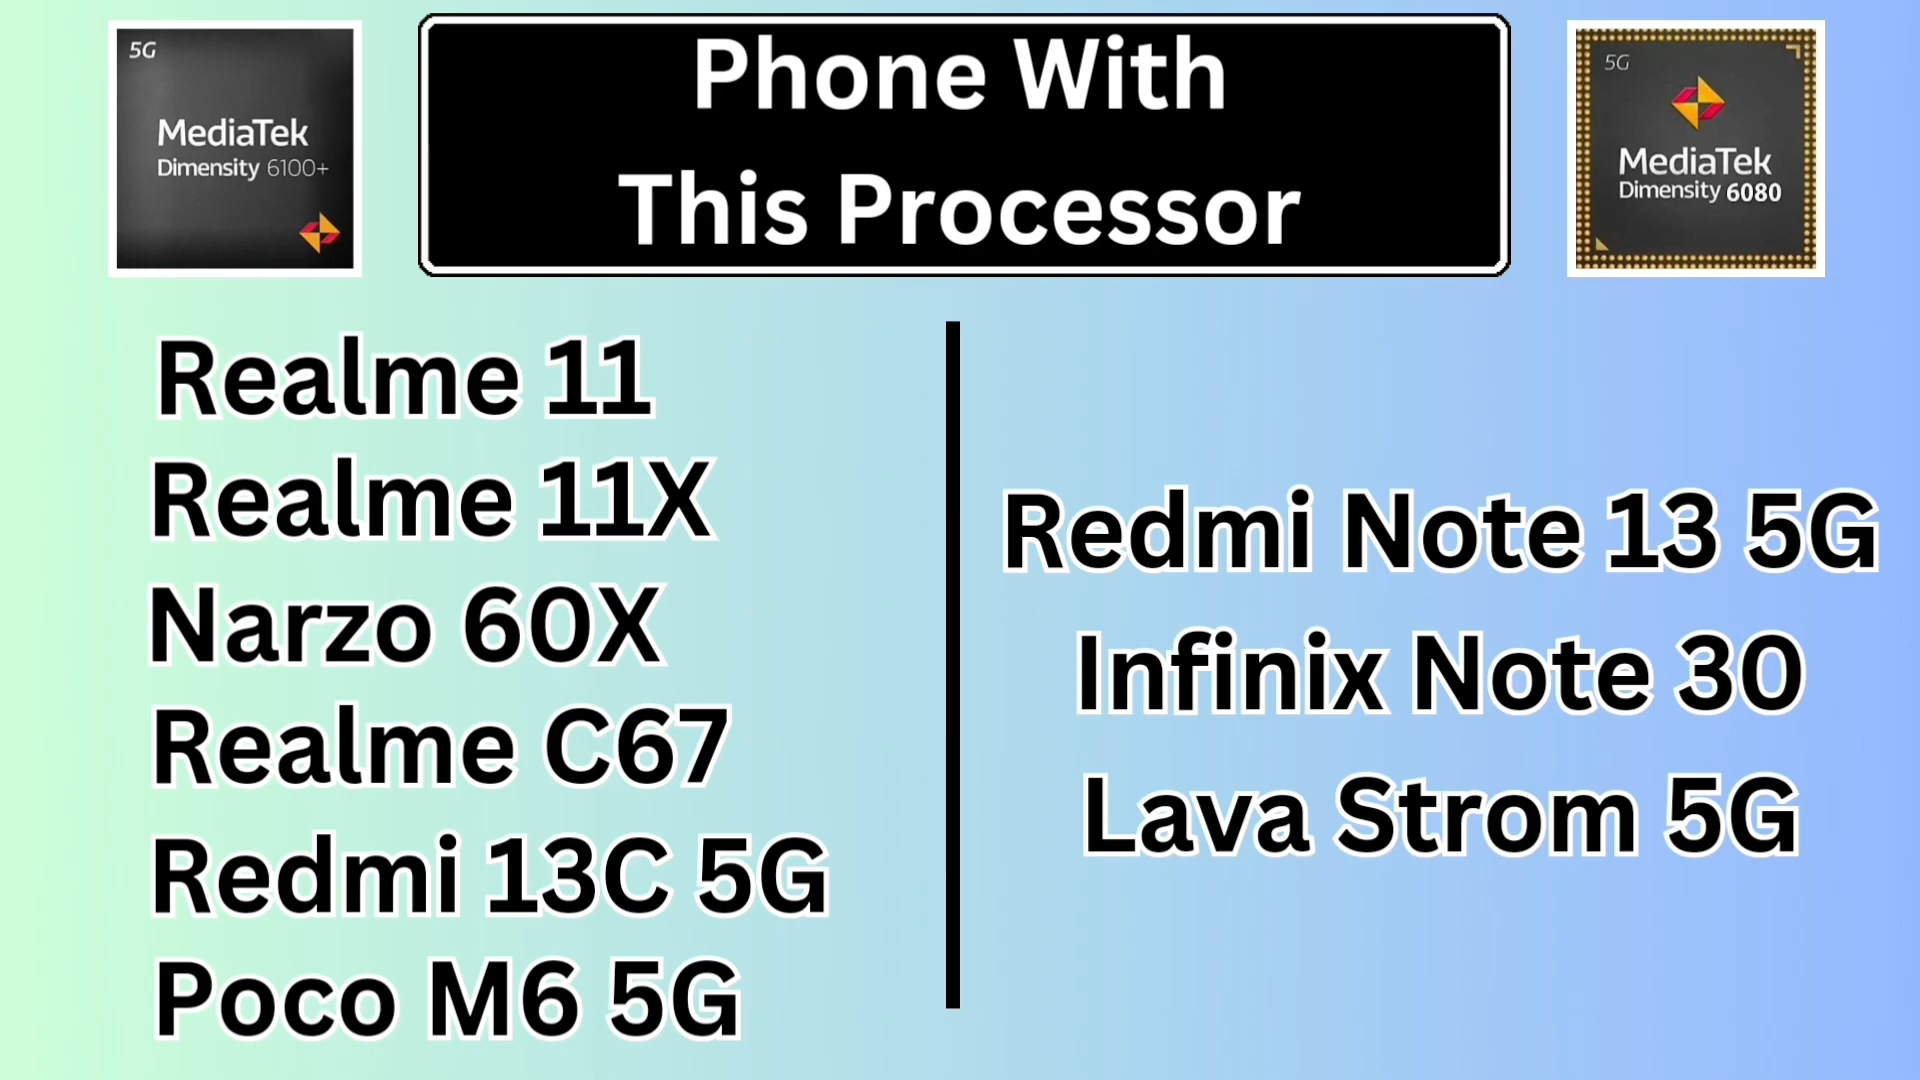 5G
MediaTek
Dimensity 6100+
Phone With
This Processor
5G
MediaTek
Dimensity 6080
Realme 11
Realme 11X
Narzo 60X
Realme C67
Redmi 13C 5G
Poco M6 5G
Redmi Note 13 5G
Infinix Note 30
Lava Strom 5G